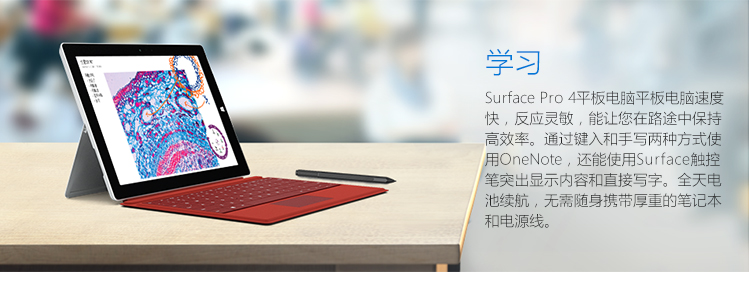 学习
Surface Pro 4平板电脑平板电脑速度
快，反应灵敏，能让您在路途中保持
高效率。通过键入和手写两种方式使
用OneNote，还能使用Surface触控
笔突出显示内容和直接写字。全天电
池续航，无需随身携带厚重的笔记本
和电源线。